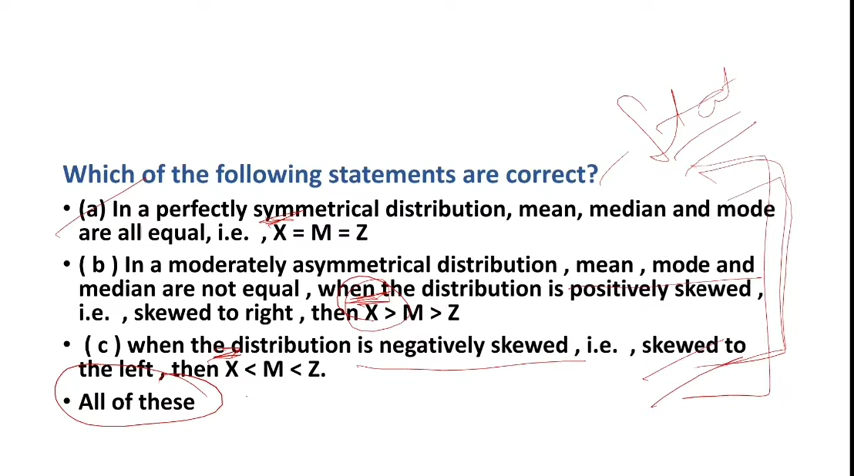 Stat
Which of the following statements are correct?
• (a) In a perfectly symmetrical distribution, mean, median and mode
are all equal, i.e. , X = M = Z
• ( b ) In a moderately asymmetrical distribution , mean , mode and
median are not equal , when the distribution is positively skewed ,
i.e. , skewed to right , then X > M > Z
• ( c ) when the distribution is negatively skewed , i.e. , skewed to
the left , then X < M < Z.
• All of these